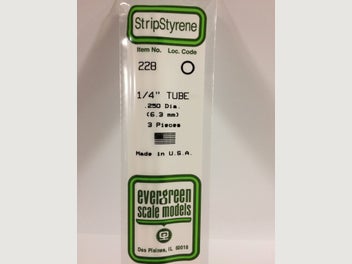 StripStyrene
Item No. Loc. Code
228
1/4" TUBE
.250 Dia.
(6.3 mm)
3 Pieces
Made in U.S.A.
evergreen
scale models
Des Plaines, IL 60018